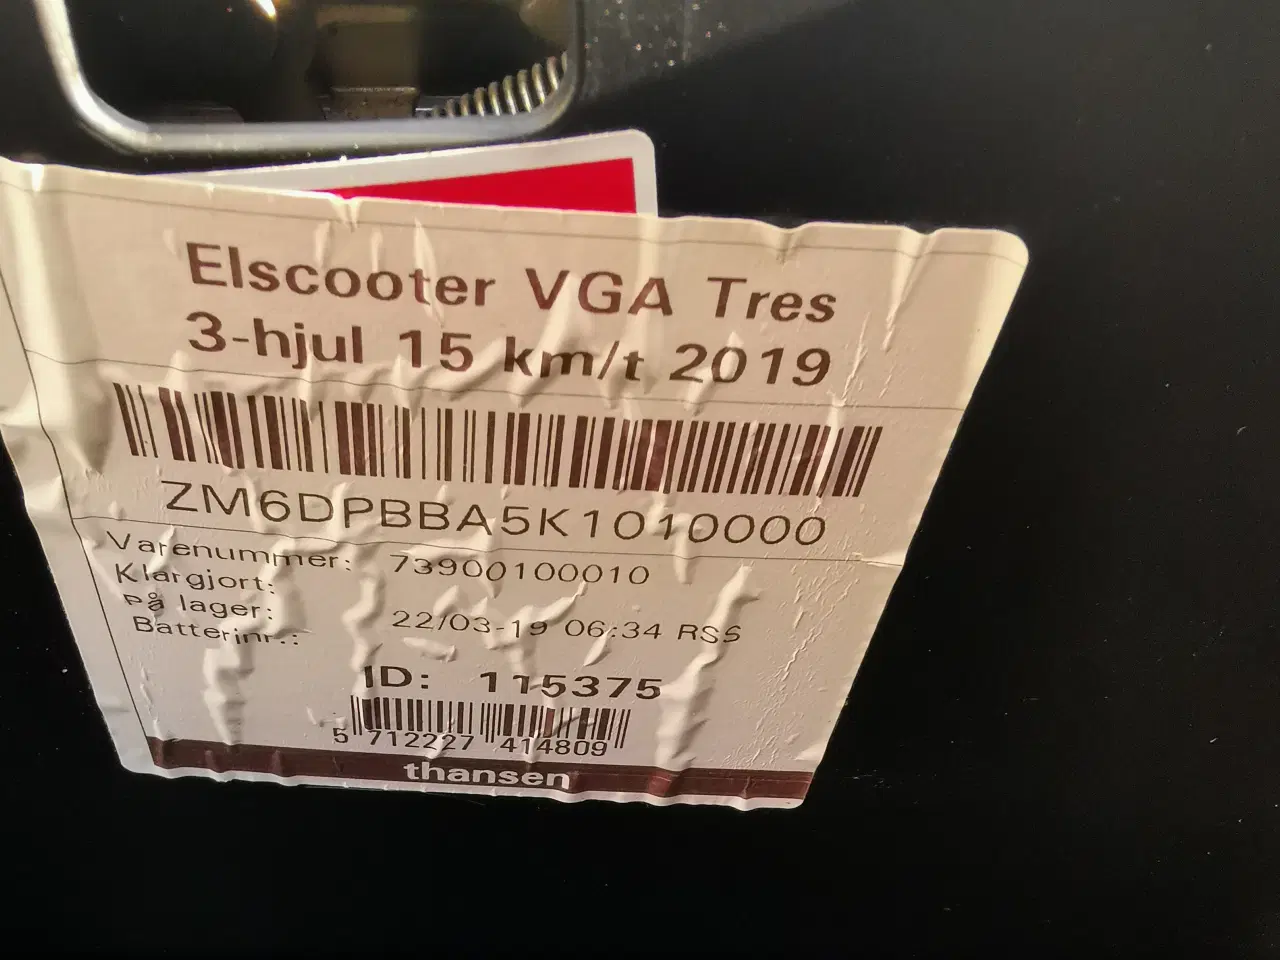 Elscooter VGA Tres
3-hjul 15 km/t 2019
ZM6DPBBA5K1010000
Varenummer: 73900100010
Klargjort:
På lager: 22/03-19 06:34 RSS
Batterinr.:
ID: 115375
5 712227 414809
thansen